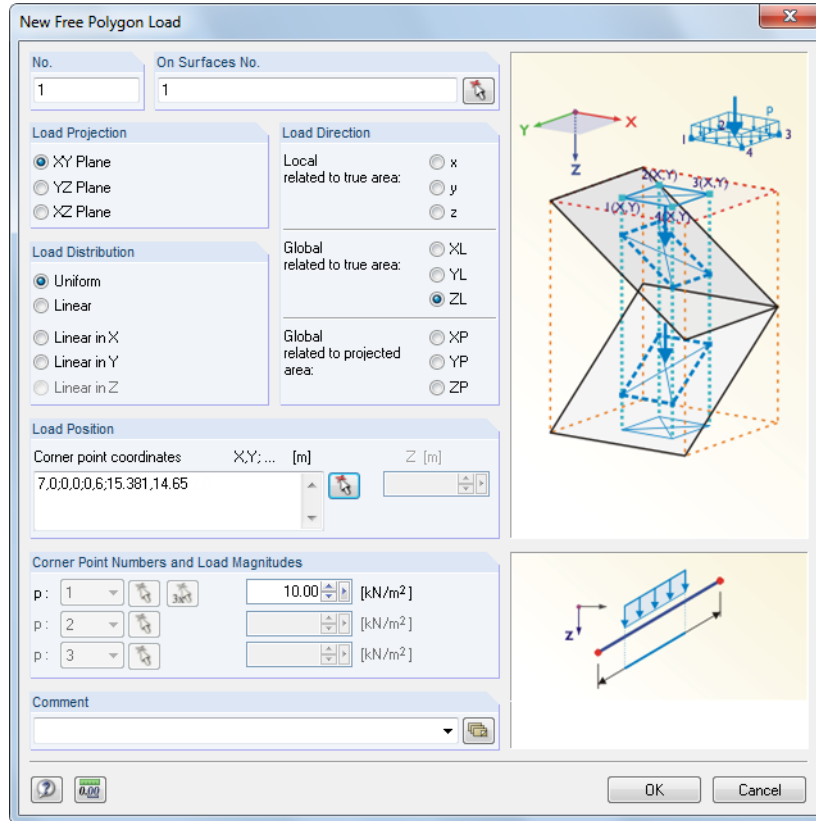 New Free Polygon Load
No. On Surfaces No.
1 1
Load Projection
XY Plane
YZ Plane
XZ Plane
Load Distribution
Uniform
Linear
Linear in X
Linear in Y
Linear in Z
Load Direction
Local
related to true area:
x
y
z
Global
related to true area:
XL
YL
ZL
Global
related to projected
area:
XP
YP
ZP
Load Position
Corner point coordinates X,Y; ... [m] Z [m]
7,0;0,0;0,6;15.381,14.65
Corner Point Numbers and Load Magnitudes
p : 1 3x 10.00 [kN/m²]
p : 2 [kN/m²]
p : 3 [kN/m²]
Comment
0.00
OK Cancel
Y X Z
p
1 2 3 4
2(X,Y) 3(X,Y)
1(X,Y) 4(X,Y)
z